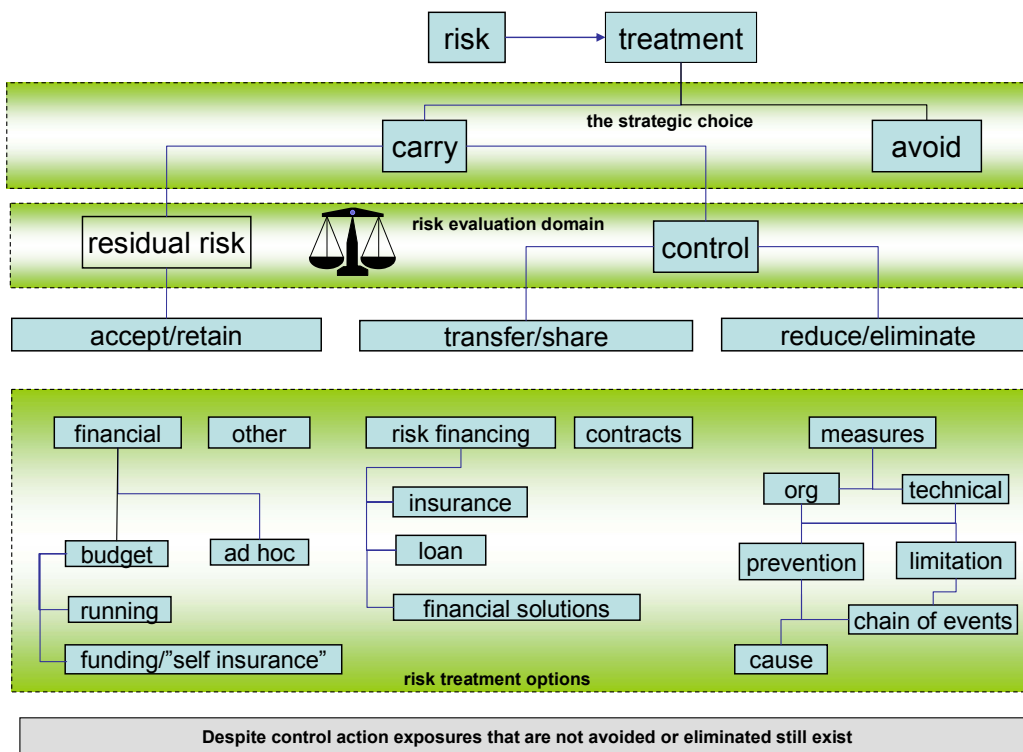 risk
treatment
the strategic choice
carry
avoid
risk evaluation domain
residual risk
control
accept/retain
transfer/share
reduce/eliminate
financial
other
risk financing
contracts
measures
org
technical
insurance
budget
ad hoc
loan
prevention
limitation
running
financial solutions
chain of events
funding/”self insurance”
cause
risk treatment options
Despite control action exposures that are not avoided or eliminated still exist